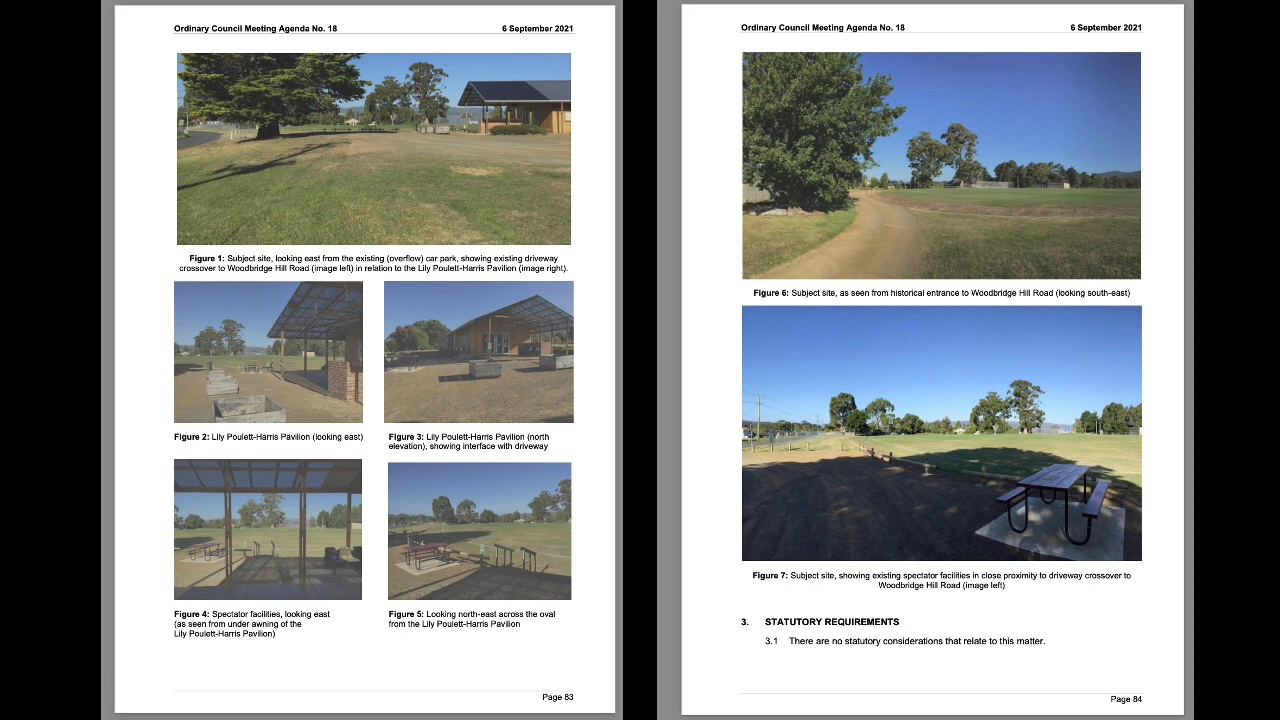 Ordinary Council Meeting Agenda No. 18
6 September 2021
Figure 1: Subject site, looking east from the existing (overflow) car park, showing existing driveway
crossover to Woodbridge Hill Road (image left) in relation to the Lily Poulett-Harris Pavilion (image right).
Figure 2: Lily Poulett-Harris Pavilion (looking east)
Figure 3: Lily Poulett-Harris Pavilion (north
elevation), showing interface with driveway
Figure 4: Spectator facilities, looking east
(as seen from under awning of the
Lily Poulett-Harris Pavilion)
Figure 5: Looking north-east across the oval
from the Lily Poulett-Harris Pavilion
Page 83
Ordinary Council Meeting Agenda No. 18
6 September 2021
Figure 6: Subject site, as seen from historical entrance to Woodbridge Hill Road (looking south-east)
Figure 7: Subject site, showing existing spectator facilities in close proximity to driveway crossover to
Woodbridge Hill Road (image left)
3. STATUTORY REQUIREMENTS
3.1 There are no statutory considerations that relate to this matter.
Page 84